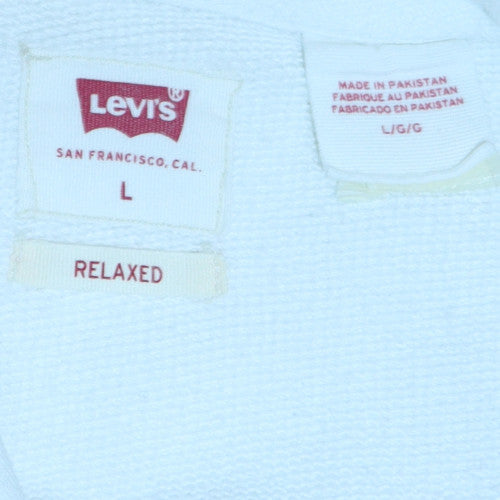 Levi's®
SAN FRANCISCO, CAL.
L
RELAXED
MADE IN PAKISTAN
FABRIQUE AU PAKISTAN
FABRICADO EN PAKISTAN
L/G/G